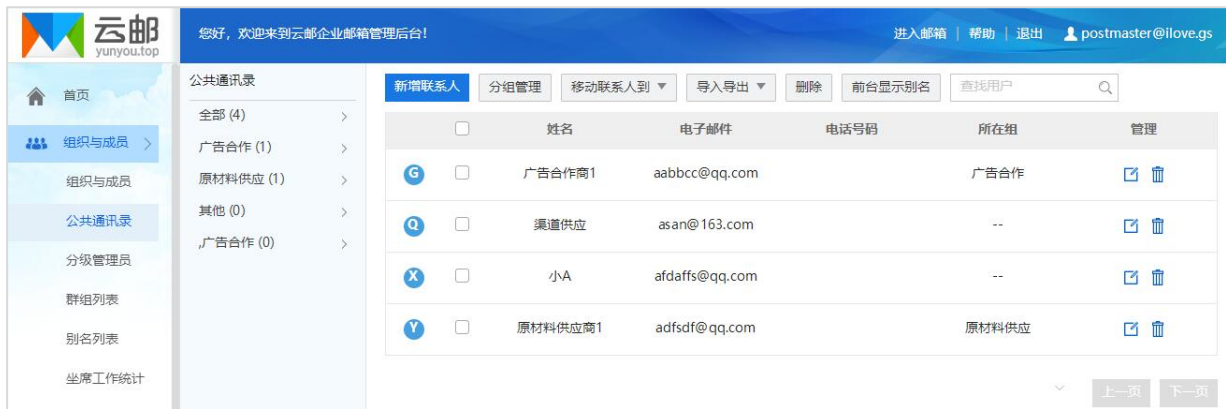 云邮
yunyou.top
您好，欢迎来到云邮企业邮箱管理后台！
进入邮箱 | 帮助 | 退出 postmaster@ilove.gs
首页
组织与成员
组织与成员
公共通讯录
分级管理员
群组列表
别名列表
坐席工作统计
公共通讯录
全部 (4)
广告合作 (1)
原材料供应 (1)
其他 (0)
,广告合作 (0)
新增联系人 分组管理 移动联系人到 导入导出 删除 前台显示别名 查找用户
姓名 电子邮件 电话号码 所在组 管理
G 广告合作商1 aabbcc@qq.com 广告合作
Q 渠道供应 asan@163.com --
X 小A afdaffs@qq.com --
Y 原材料供应商1 adfsdf@qq.com 原材料供应
上一页 下一页